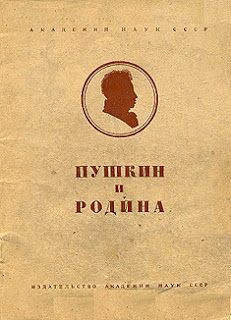 АКАДЕМИЯ НАУК СССР
ПУШКИН
И
РОДИНА
ИЗДАТЕЛЬСТВО АКАДЕМИИ НАУК СССР